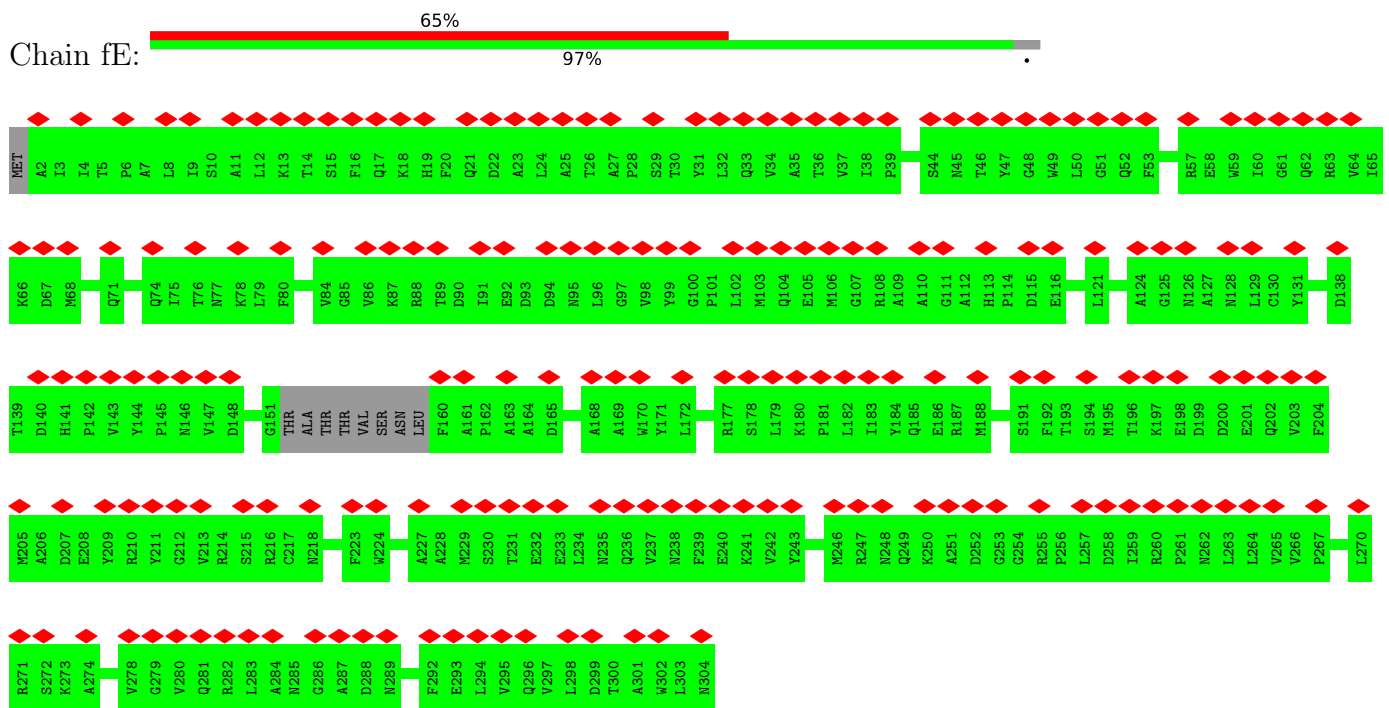 65%
Chain fE:
97%
.
MET A2 I3 I4 T5 P6 A7 L8 I9 S10 A11 L12 K13 T14 S15 F16 Q17 K18 H19 F20 Q21 D22 A23 L24 A25 T26 A27 P28 S29 T30 Y31 L32 Q33 V34 A35 T36 V37 I38 P39 S44 N45 T46 Y47 G48 W49 L50 G51 Q52 F53 R57 E58 W59 I60 G61 Q62 R63 V64 I65
K66 D67 M68 Q71 Q74 I75 T76 N77 K78 L79 F80 V84 G85 V86 K87 R88 T89 D90 I91 E92 D93 D94 N95 L96 G97 V98 Y99 G100 P101 L102 M103 Q104 E105 M106 G107 R108 A109 A110 G111 A112 H113 P114 D115 E116 L121 A124 G125 N126 A127 N128 L129 C130 Y131 D138
T139 D140 H141 P142 V143 Y144 P145 N146 V147 D148 G151 THR ALA THR THR VAL SER ASN LEU F160 A161 P162 A163 A164 D165 A168 A169 W170 Y171 L172 R177 S178 L179 K180 P181 L182 I183 Y184 Q185 E186 R187 M188 S191 F192 T193 S194 M195 T196 K197 E198 D199 D200 E201 Q202 V203 F204
M205 A206 D207 E208 Y209 R210 Y211 G212 V213 R214 S215 R216 C217 N218 F223 W224 A227 A228 M229 S230 T231 E232 E233 L234 N235 Q236 V237 N238 F239 E240 K241 V242 Y243 M246 R247 N248 Q249 K250 A251 D252 G253 G254 R255 P256 L257 D258 I259 R260 P261 N262 L263 L264 V265 V266 P267 L270
R271 S272 K273 A274 V278 G279 V280 Q281 R282 L283 A284 N285 G286 A287 D288 N289 F292 E293 L294 V295 Q296 V297 L298 D299 T300 A301 W302 L303 N304